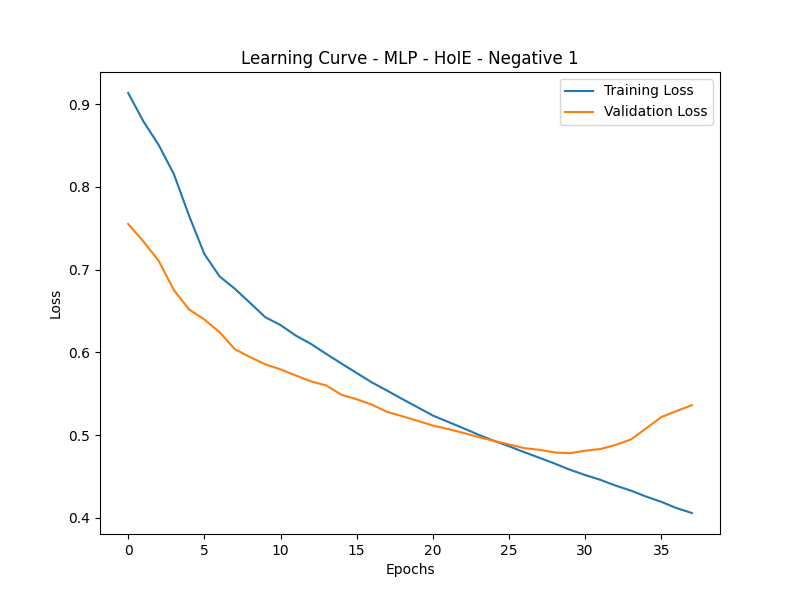 Learning Curve - MLP - HolE - Negative 1
Training Loss
Validation Loss
0.9
0.8
0.7
0.6
0.5
0.4
Loss
0 5 10 15 20 25 30 35
Epochs